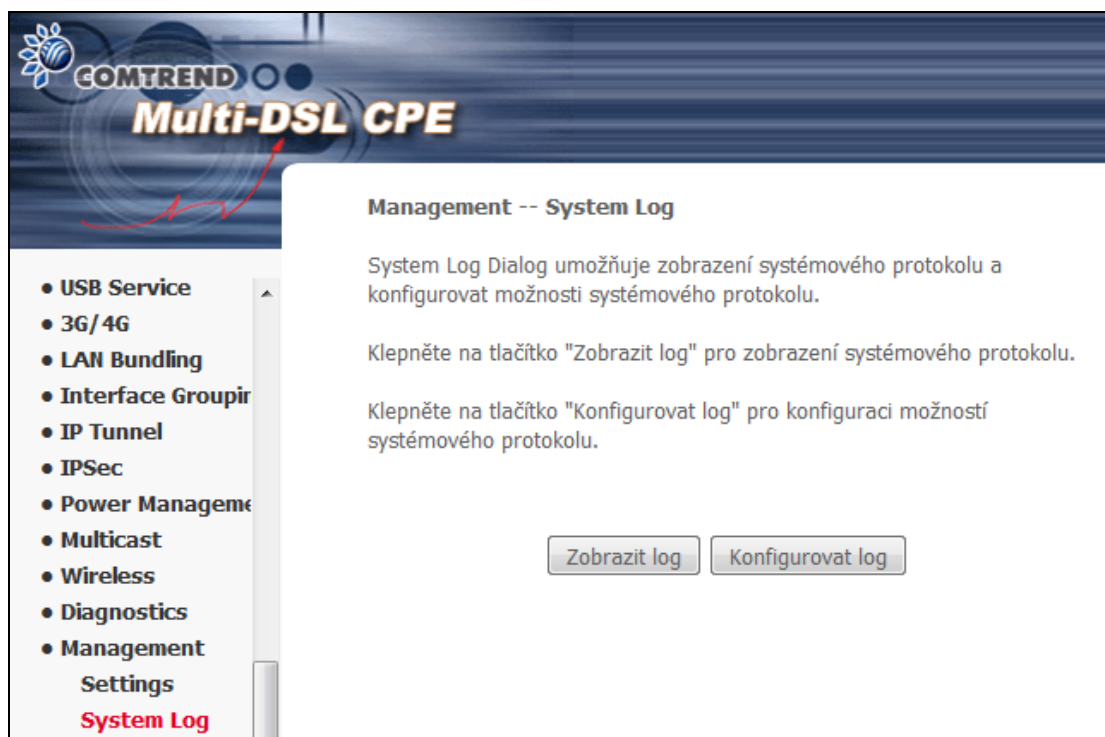 COMTREND
Multi-DSL CPE
Management -- System Log
System Log Dialog umožňuje zobrazení systémového protokolu a
konfigurovat možnosti systémového protokolu.
Klepněte na tlačítko "Zobrazit log" pro zobrazení systémového protokolu.
Klepněte na tlačítko "Konfigurovat log" pro konfiguraci možností
systémového protokolu.
Zobrazit log Konfigurovat log
• USB Service
• 3G/4G
• LAN Bundling
• Interface Groupin
• IP Tunnel
• IPSec
• Power Manageme
• Multicast
• Wireless
• Diagnostics
• Management
Settings
System Log